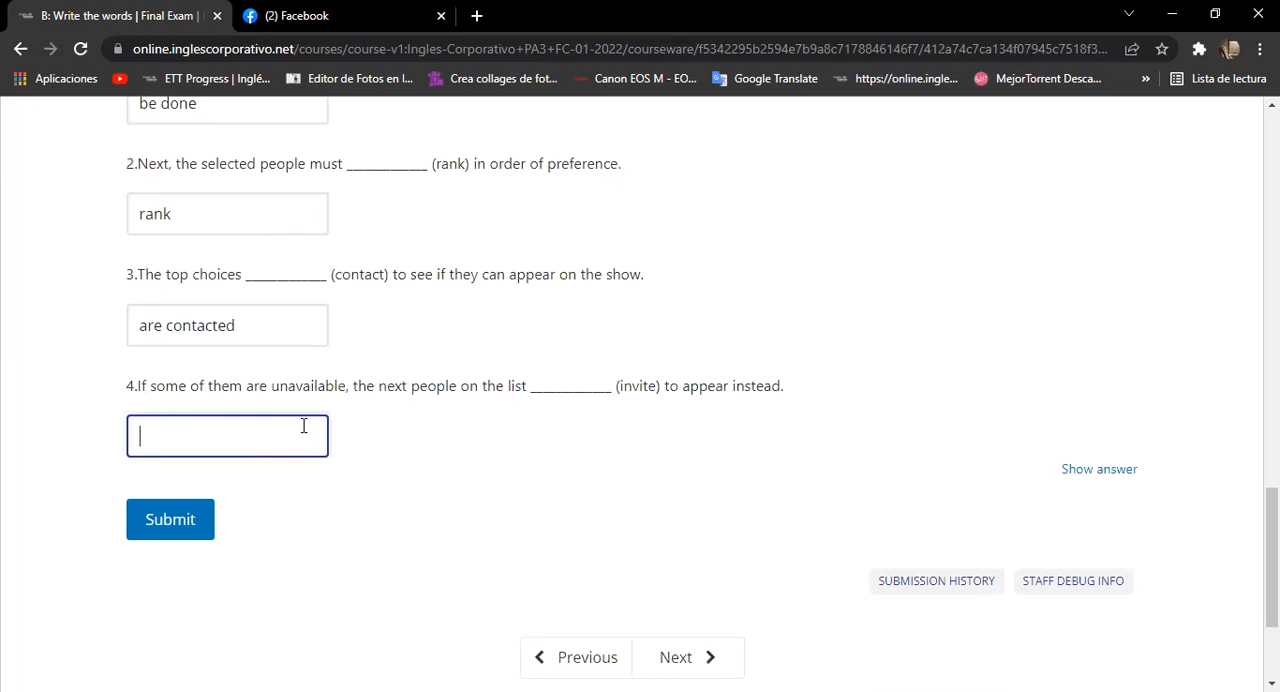 B: Write the words | Final Exam |
(2) Facebook
online.inglescorporativo.net/courses/course-v1:Ingles-Corporativo+PA3+FC-01-2022/courseware/f5342295b2594e7b9a8c7178846146f7/412a74c7ca134f07945c7518f3...
Aplicaciones
ETT Progress | Inglé...
Editor de Fotos en l...
Crea collages de fot...
Canon EOS M - EO...
Google Translate
https://online.ingle...
MejorTorrent Desca...
»
Lista de lectura
be done
2.Next, the selected people must ____________ (rank) in order of preference.
rank
3.The top choices ____________ (contact) to see if they can appear on the show.
are contacted
4.If some of them are unavailable, the next people on the list ____________ (invite) to appear instead.
Show answer
Submit
SUBMISSION HISTORY
STAFF DEBUG INFO
Previous
Next